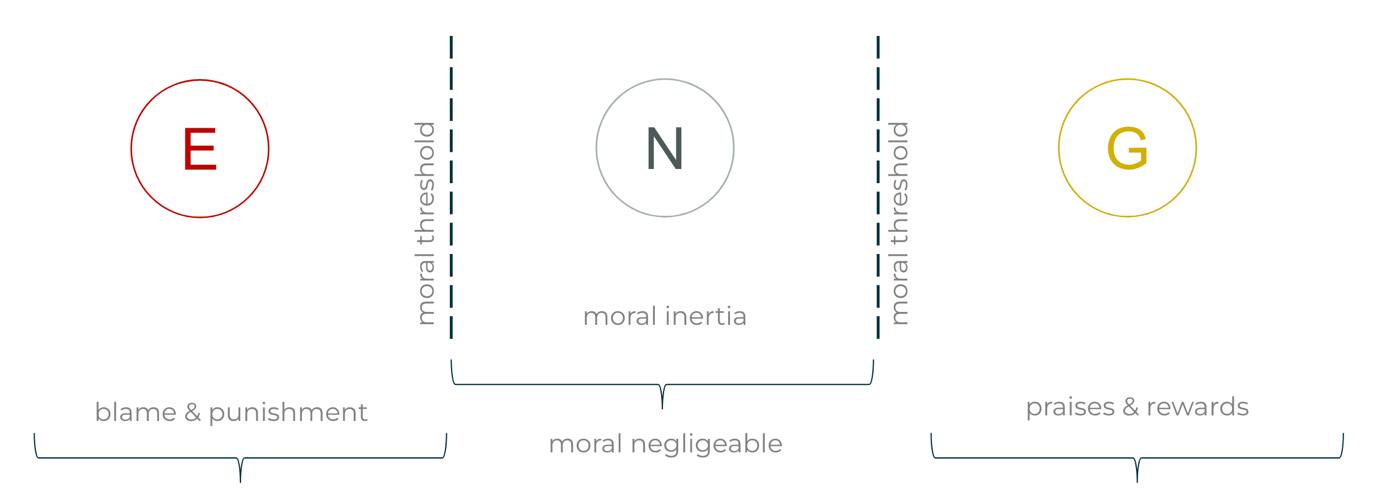 E
moral threshold
N
moral threshold
G
moral inertia
blame & punishment
praises & rewards
moral negligeable